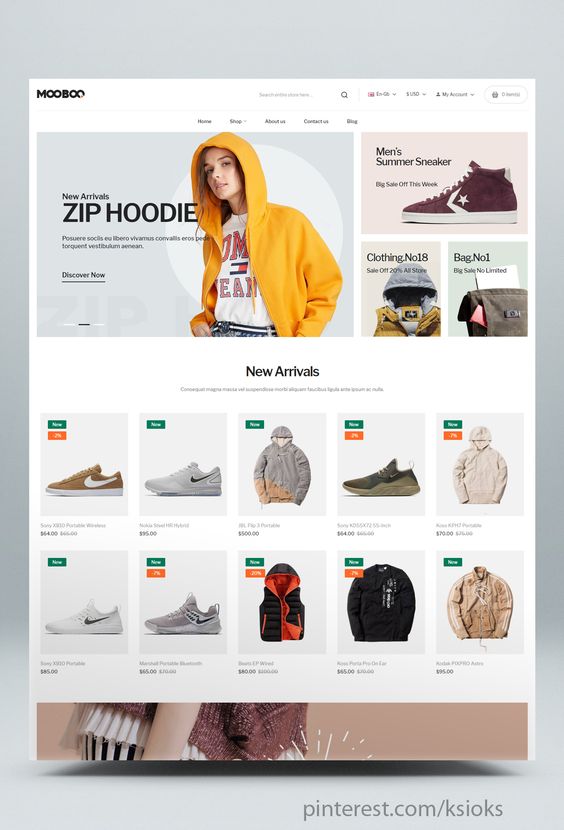 MOOBOO
Search entire store here ...
En-Gb
$ USD
My Account
0 item(s)
Home
Shop
About us
Contact us
Blog
New Arrivals
ZIP HOODIE
Posuere sociis eu libero vivamus convallis eros pede
torquent vestibulum aenean.
Discover Now
ZIP H
Men's
Summer Sneaker
Big Sale Off This Week
Clothing.No18
Sale Off 20% All Store
Bag.No1
Big Sale No Limited
New Arrivals
Consequat magna massa vel suspendisse morbi aliquant faucibus ligula ante ipsum ac nulla.
New
-2%
New
New
New
-2%
New
-7%
Sony X930 Portable Wireless
$64.00 $65.00
Nokia Steel HR Hybrid
$95.00
JBL Flip 3 Portable
$500.00
Sony KD55X72 55-Inch
$64.00 $65.00
Koss KPH7 Portable
$70.00 $75.00
New
New
-7%
New
-20%
New
-7%
New
Sony X930 Portable
$85.00
Marshall Portable Bluetooth
$65.00 $70.00
Beats EP Wired
$80.00 $100.00
Koss Porta Pro On Ear
$65.00 $70.00
Kodak PIXPRO Astro
$95.00
pinterest.com/ksioks